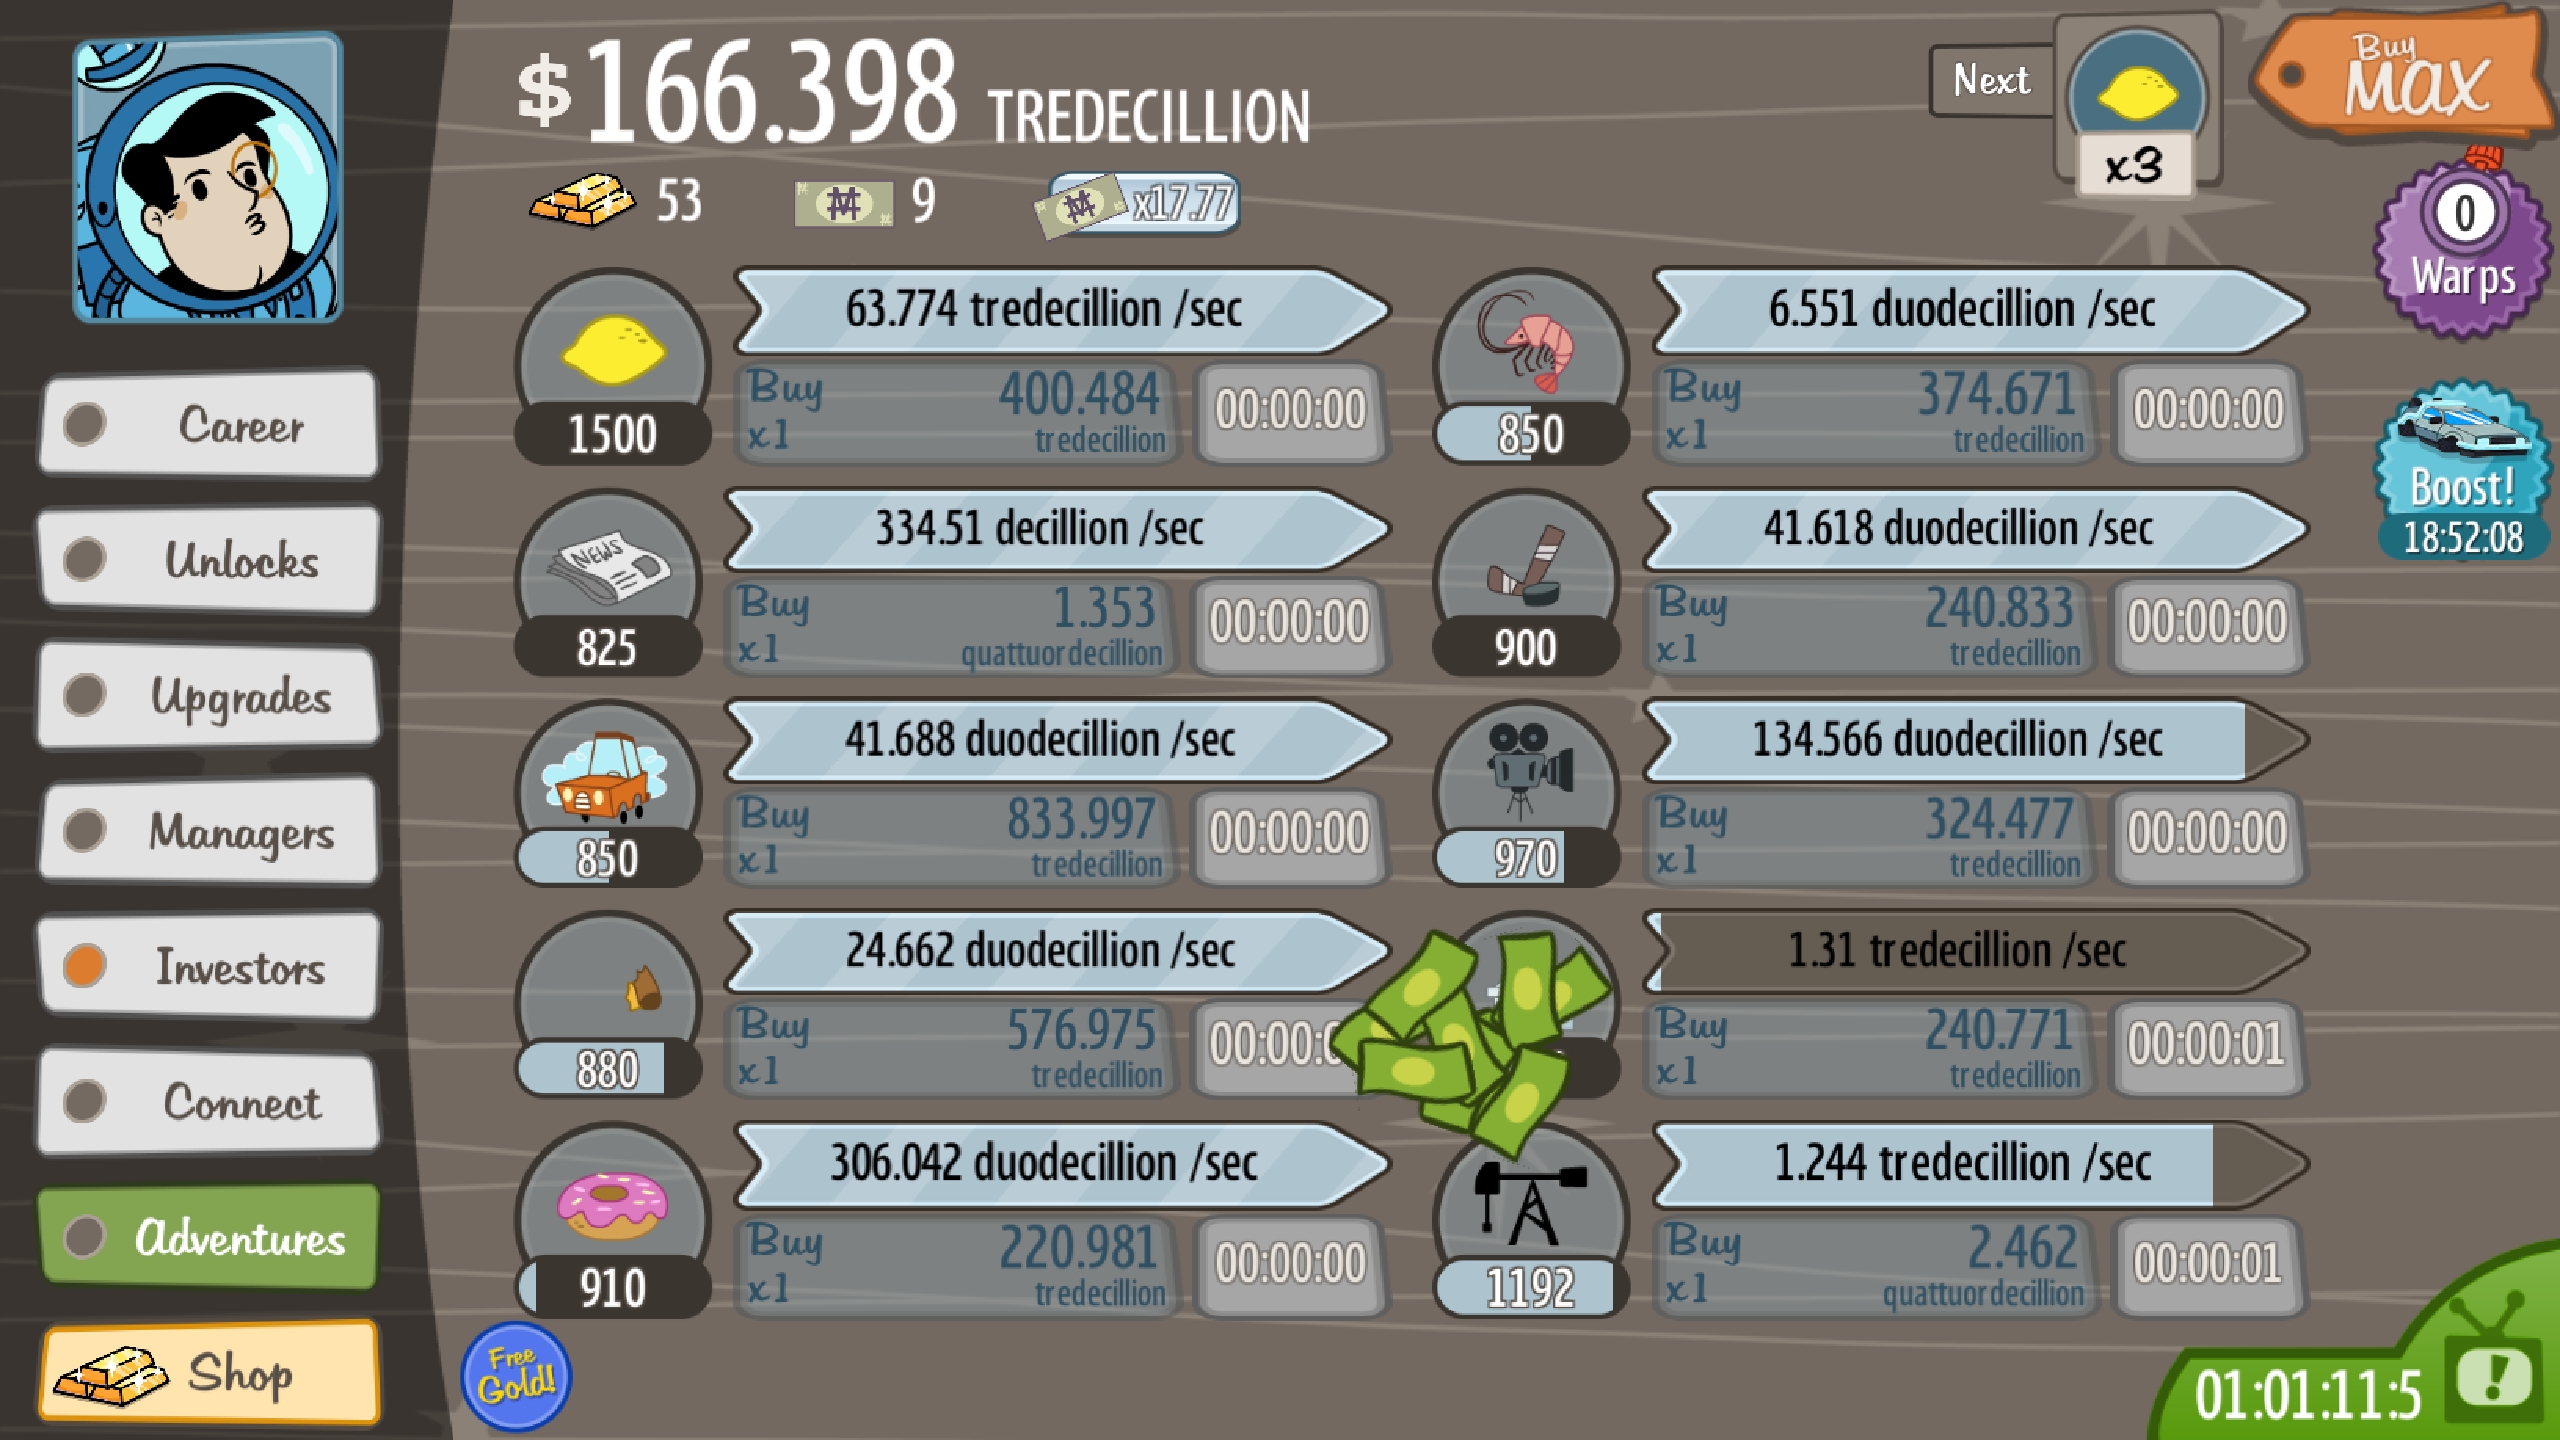 $166.398 TREDECILLION
53
9
x17.77
Next
x3
Buy
MAX
0
Warps
Boost!
18:52:08
Career
Unlocks
Upgrades
Managers
Investors
Connect
Adventures
Shop
63.774 tredecillion /sec
1500
Buy
x1
400.484
tredecillion
00:00:00
6.551 duodecillion /sec
850
Buy
x1
374.671
tredecillion
00:00:00
NEWS
334.51 decillion /sec
825
Buy
x1
1.353
quattuordecillion
00:00:00
41.618 duodecillion /sec
900
Buy
x1
240.833
tredecillion
00:00:00
41.688 duodecillion /sec
850
Buy
x1
833.997
tredecillion
00:00:00
134.566 duodecillion /sec
970
Buy
x1
324.477
tredecillion
00:00:00
24.662 duodecillion /sec
880
Buy
x1
576.975
tredecillion
00:00:0
1.31 tredecillion /sec
Buy
x1
240.771
tredecillion
00:00:01
306.042 duodecillion /sec
910
Buy
x1
220.981
tredecillion
00:00:00
1.244 tredecillion /sec
1192
Buy
x1
2.462
quattuordecillion
00:00:01
Free
Gold!
01:01:11:5